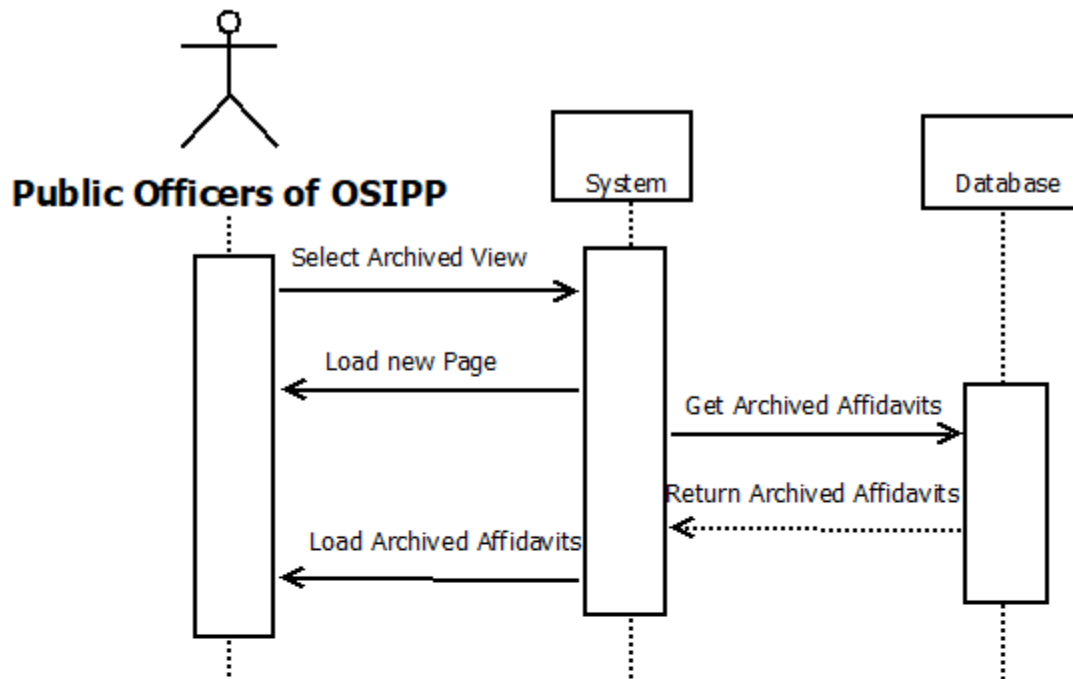 Public Officers of OSIPP
System
Database
Select Archived View
Load new Page
Get Archived Affidavits
Return Archived Affidavits
Load Archived Affidavits